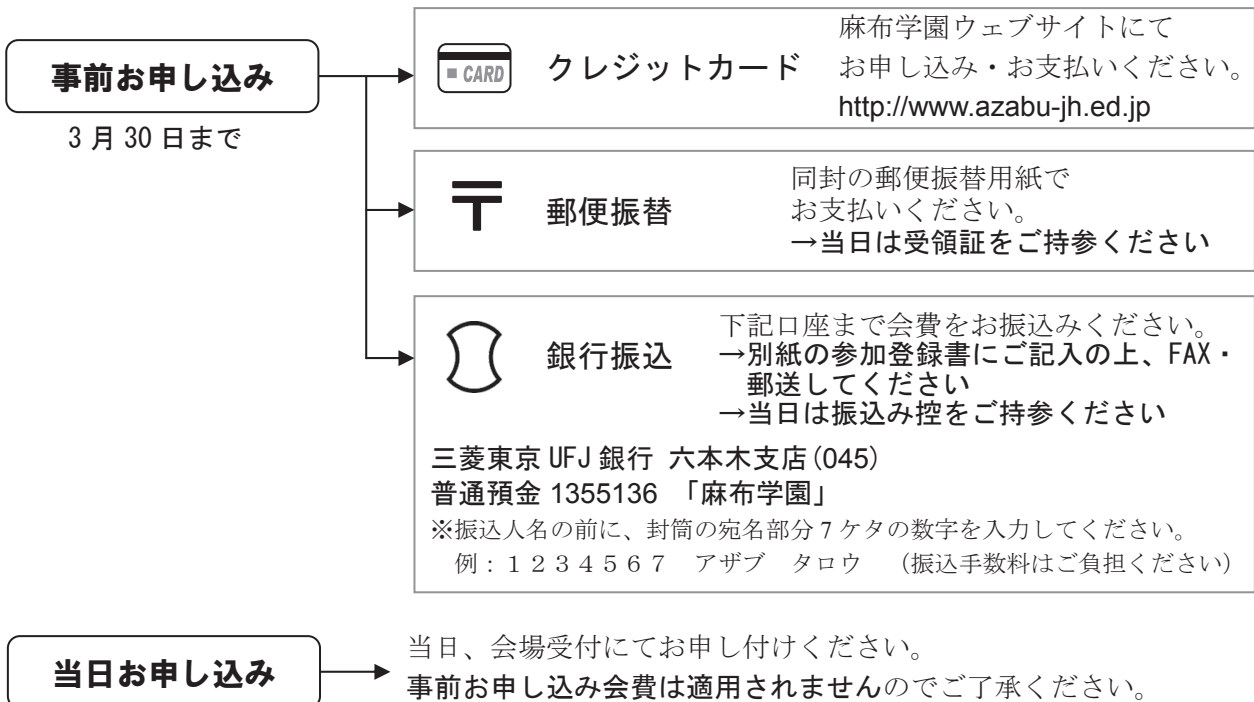 事前お申し込み
3月30日まで
CARD
クレジットカード
麻布学園ウェブサイトにて
お申し込み・お支払いください。
http://www.azabu-jh.ed.jp
〒
郵便振替
同封の郵便振替用紙で
お支払いください。
→当日は受領証をご持参ください
銀行振込
下記口座まで会費をお振込みください。
→別紙の参加登録書にご記入の上、FAX・
郵送してください
→当日は振込み控をご持参ください
三菱東京UFJ銀行 六本木支店(045)
普通預金 1355136 「麻布学園」
※振込人名の前に、封筒の宛名部分7ケタの数字を入力してください。
例：１２３４５６７　アザブ　タロウ　（振込手数料はご負担ください）
当日お申し込み
当日、会場受付にてお申し付けください。
事前お申し込み会費は適用されませんのでご了承ください。